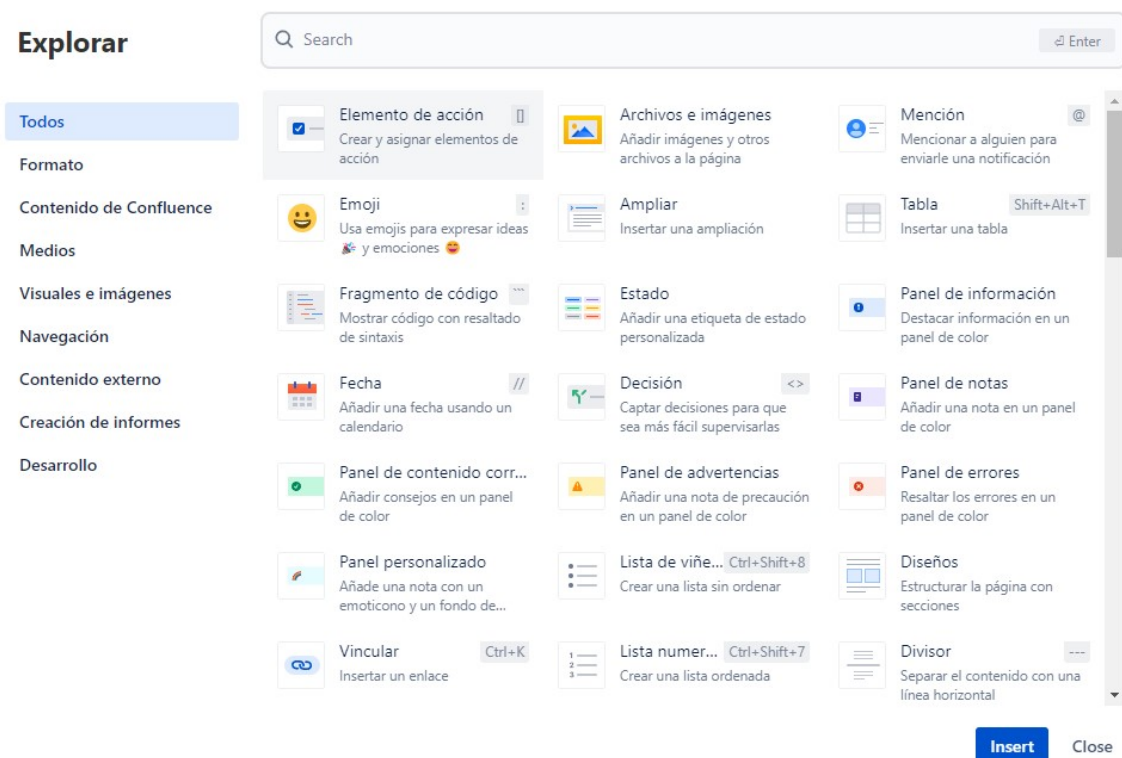 Explorar
Search
Enter
Todos
Formato
Contenido de Confluence
Medios
Visuales e imágenes
Navegación
Contenido externo
Creación de informes
Desarrollo
Elemento de acción []
Crear y asignar elementos de
acción
Archivos e imágenes
Añadir imágenes y otros
archivos a la página
Mención @
Mencionar a alguien para
enviarle una notificación
Emoji :
Usa emojis para expresar ideas
🎉 y emociones 😄
Ampliar
Insertar una ampliación
Tabla Shift+Alt+T
Insertar una tabla
Fragmento de código ```
Mostrar código con resaltado
de sintaxis
Estado
Añadir una etiqueta de estado
personalizada
Panel de información
Destacar información en un
panel de color
Fecha //
Añadir una fecha usando un
calendario
Decisión <>
Captar decisiones para que
sea más fácil supervisarlas
Panel de notas
Añadir una nota en un panel
de color
Panel de contenido corr...
Añadir consejos en un panel
de color
Panel de advertencias
Añadir una nota de precaución
en un panel de color
Panel de errores
Resaltar los errores en un
panel de color
Panel personalizado
Añade una nota con un
emoticono y un fondo de...
Lista de viñe... Ctrl+Shift+8
Crear una lista sin ordenar
Diseños
Estructurar la página con
secciones
Vincular Ctrl+K
Insertar un enlace
Lista numer... Ctrl+Shift+7
Crear una lista ordenada
Divisor ---
Separar el contenido con una
línea horizontal
Insert
Close